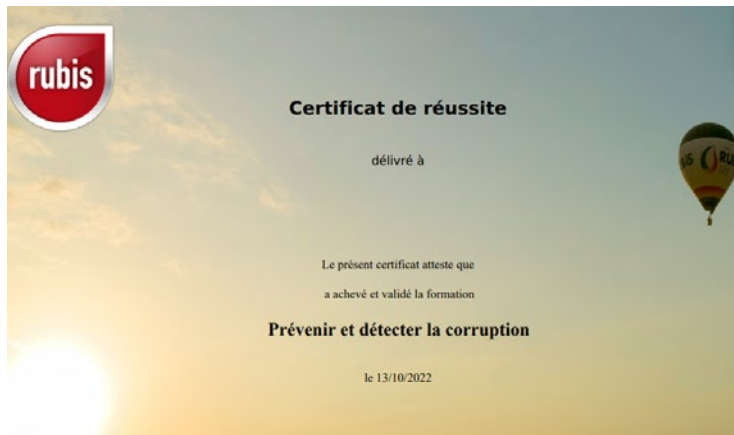 rubis
Certificat de réussite
délivré à
Le présent certificat atteste que
a achevé et validé la formation
Prévenir et détecter la corruption
le 13/10/2022